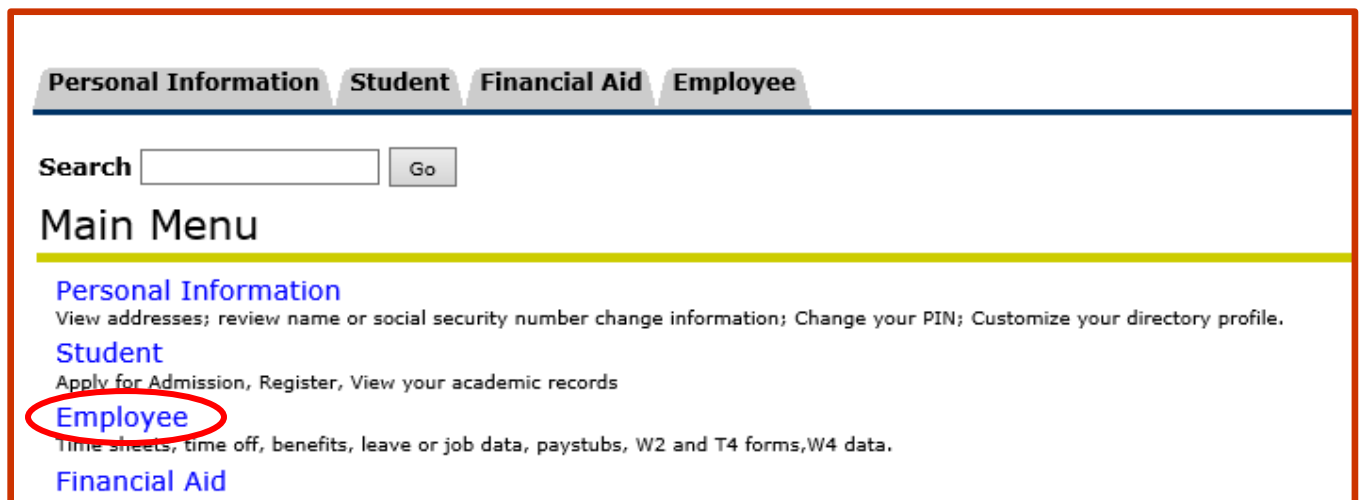 Personal Information Student Financial Aid Employee
Search Go
Main Menu
Personal Information
View addresses; review name or social security number change information; Change your PIN; Customize your directory profile.
Student
Apply for Admission, Register, View your academic records
Employee
Time sheets, time off, benefits, leave or job data, paystubs, W2 and T4 forms,W4 data.
Financial Aid